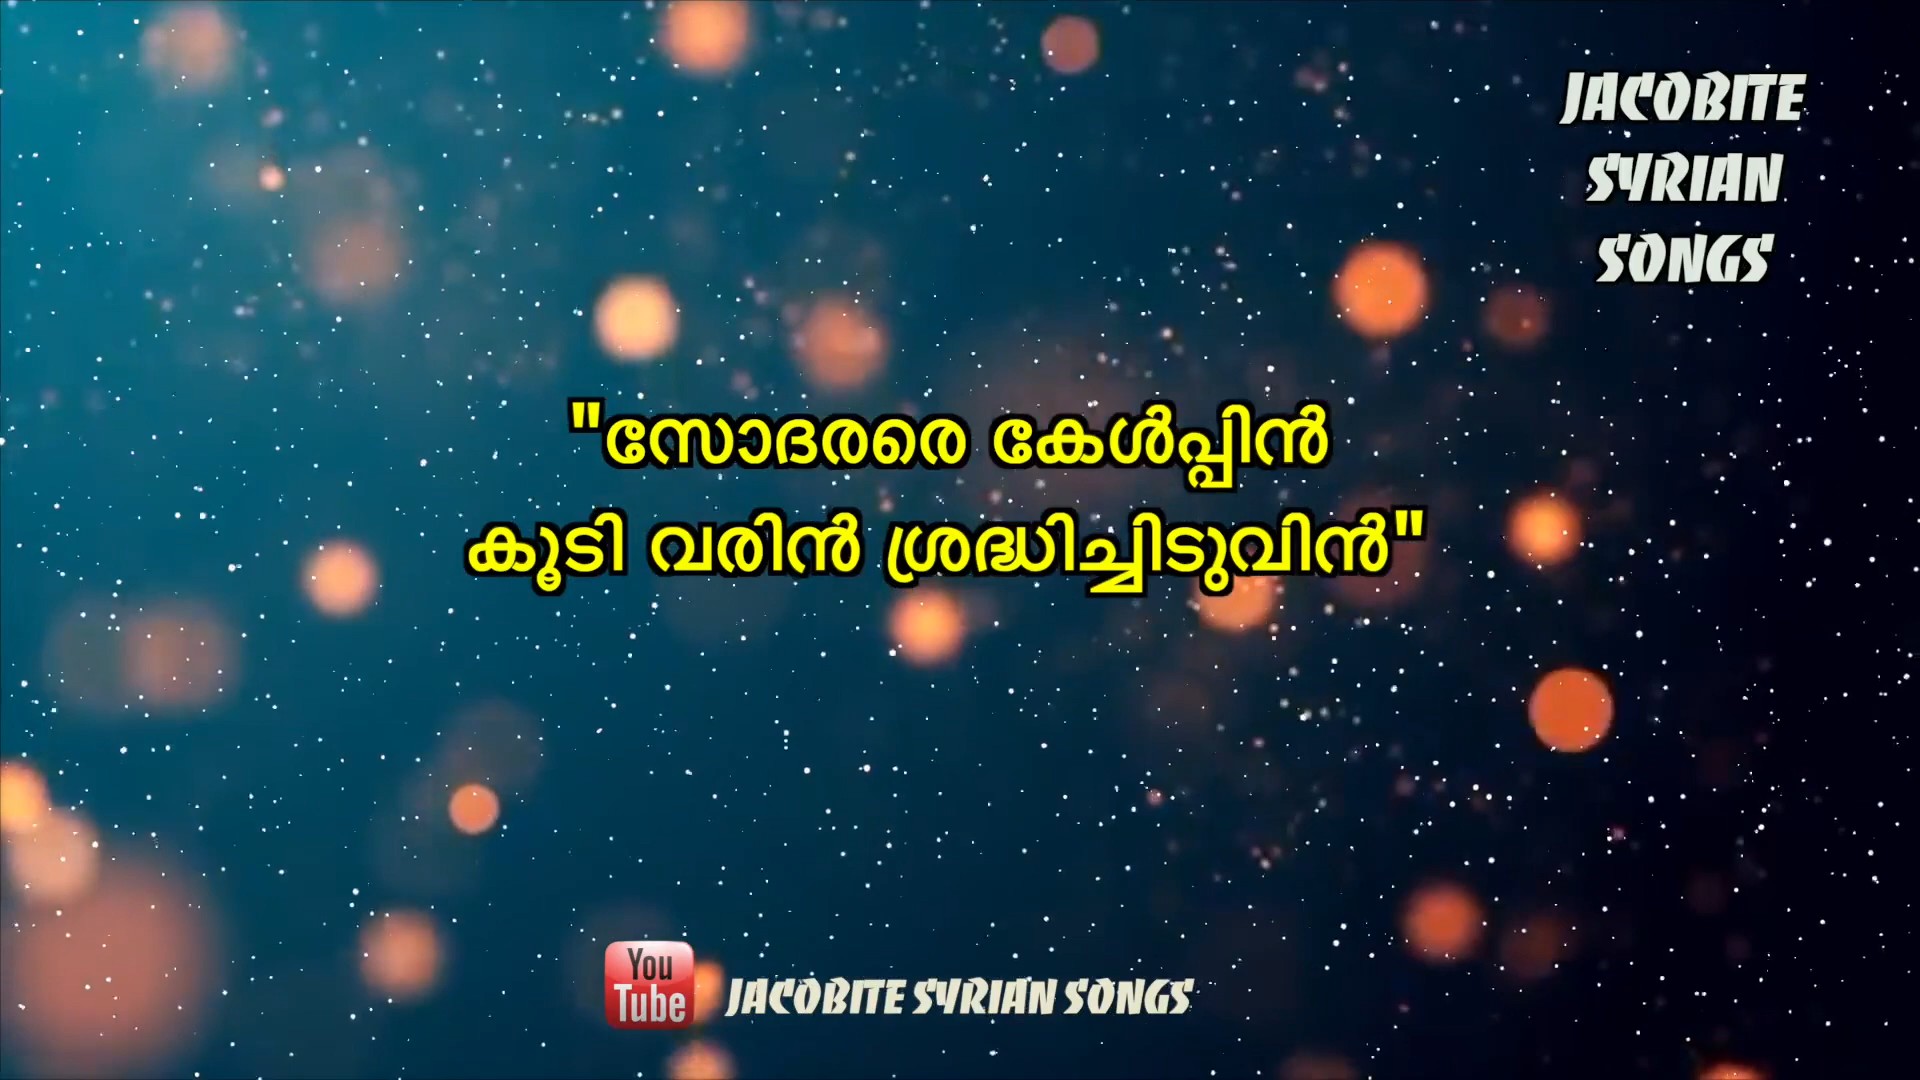 JACOBITE
SYRIAN
SONGS
"സോദരരെ കേൾപ്പിൻ
കൂടി വരിൻ ശ്രദ്ധിച്ചിടുവിൻ"
You
Tube
JACOBITE SYRIAN SONGS